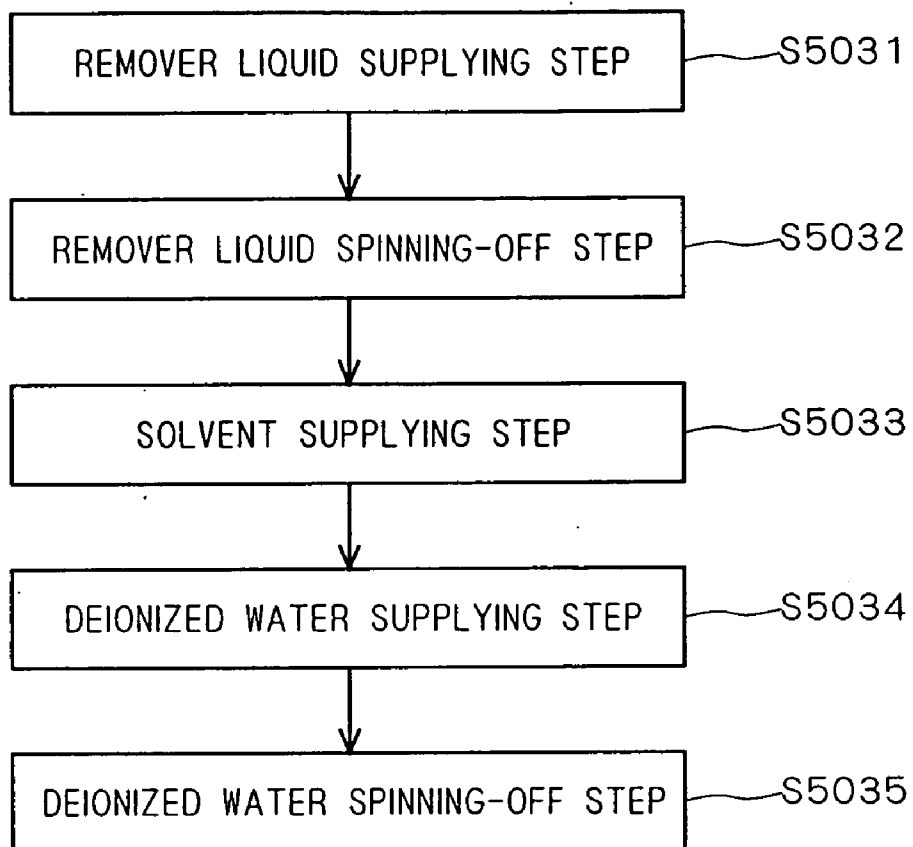 REMOVER LIQUID SUPPLYING STEP S5031
REMOVER LIQUID SPINNING-OFF STEP S5032
SOLVENT SUPPLYING STEP S5033
DEIONIZED WATER SUPPLYING STEP S5034
DEIONIZED WATER SPINNING-OFF STEP S5035